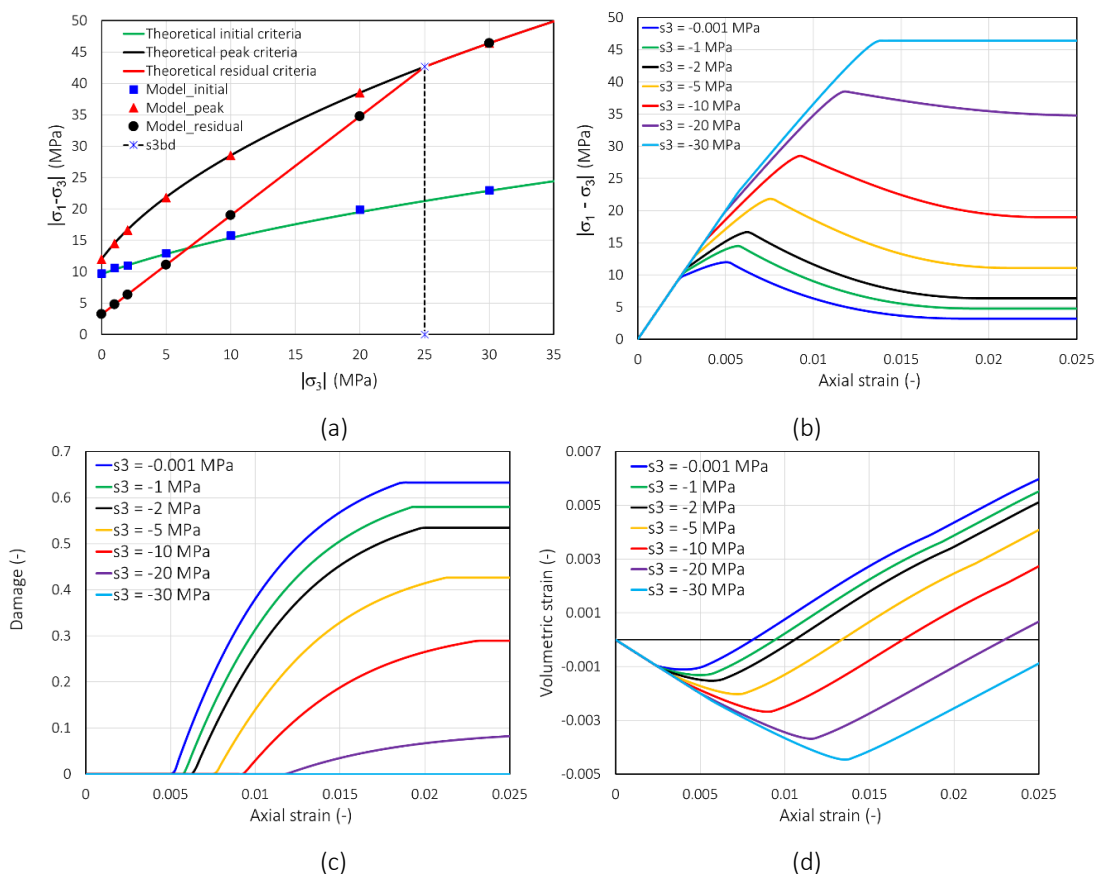 |σ1-σ3| (MPa)
50
45
40
35
30
25
20
15
10
5
0
Theoretical initial criteria
Theoretical peak criteria
Theoretical residual criteria
Model_initial
Model_peak
Model_residual
s3bd
0 5 10 15 20 25 30 35
|σ3| (MPa)
(a)
|σ1 - σ3| (MPa)
50
45
40
35
30
25
20
15
10
5
0
s3 = -0.001 MPa
s3 = -1 MPa
s3 = -2 MPa
s3 = -5 MPa
s3 = -10 MPa
s3 = -20 MPa
s3 = -30 MPa
0 0.005 0.01 0.015 0.02 0.025
Axial strain (-)
(b)
Damage (-)
0.7
0.6
0.5
0.4
0.3
0.2
0.1
0
s3 = -0.001 MPa
s3 = -1 MPa
s3 = -2 MPa
s3 = -5 MPa
s3 = -10 MPa
s3 = -20 MPa
s3 = -30 MPa
0 0.005 0.01 0.015 0.02 0.025
Axial strain (-)
(c)
Volumetric strain (-)
0.007
0.005
0.003
0.001
-0.001
-0.003
-0.005
s3 = -0.001 MPa
s3 = -1 MPa
s3 = -2 MPa
s3 = -5 MPa
s3 = -10 MPa
s3 = -20 MPa
s3 = -30 MPa
0 0.005 0.01 0.015 0.02 0.025
Axial strain (-)
(d)